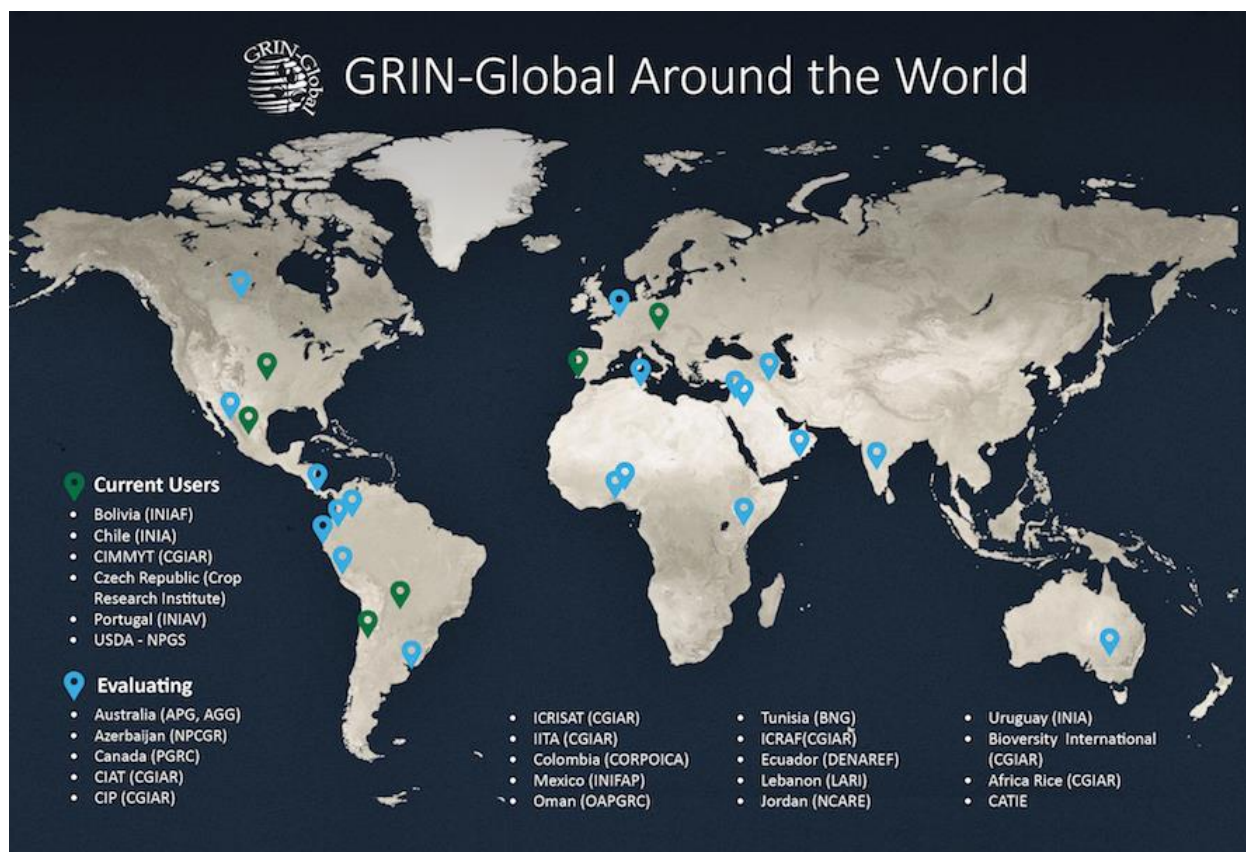 GRIN-Global
GRIN-Global Around the World
Current Users
• Bolivia (INIAF)
• Chile (INIA)
• CIMMYT (CGIAR)
• Czech Republic (Crop
Research Institute)
• Portugal (INIAV)
• USDA - NPGS
Evaluating
• Australia (APG, AGG)
• Azerbaijan (NPCGR)
• Canada (PGRC)
• CIAT (CGIAR)
• CIP (CGIAR)
• ICRISAT (CGIAR)
• IITA (CGIAR)
• Colombia (CORPOICA)
• Mexico (INIFAP)
• Oman (OAPGRC)
• Tunisia (BNG)
• ICRAF(CGIAR)
• Ecuador (DENAREF)
• Lebanon (LARI)
• Jordan (NCARE)
• Uruguay (INIA)
• Bioversity International
(CGIAR)
• Africa Rice (CGIAR)
• CATIE